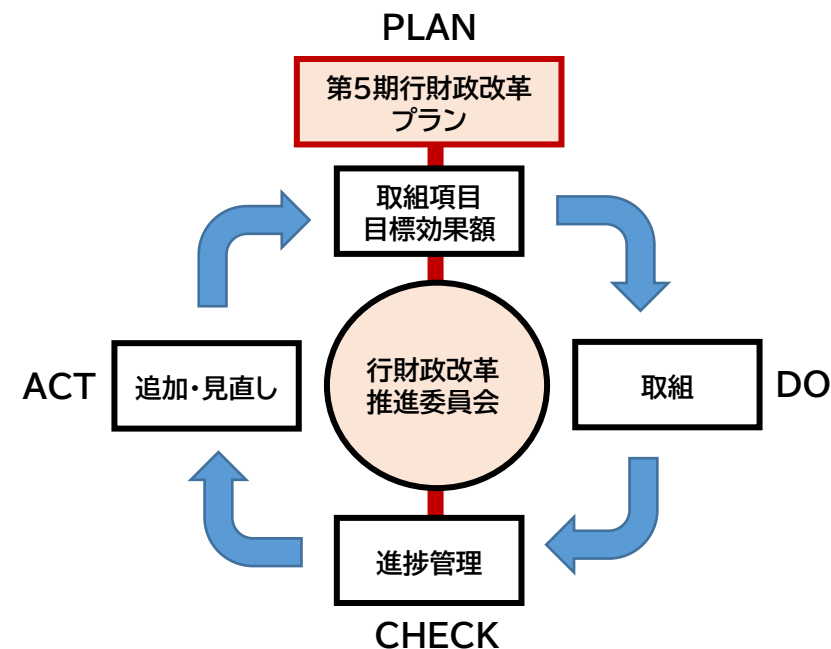 PLAN
第5期行財政改革
プラン
取組項目
目標効果額
ACT
追加・見直し
行財政改革
推進委員会
取組
DO
進捗管理
CHECK